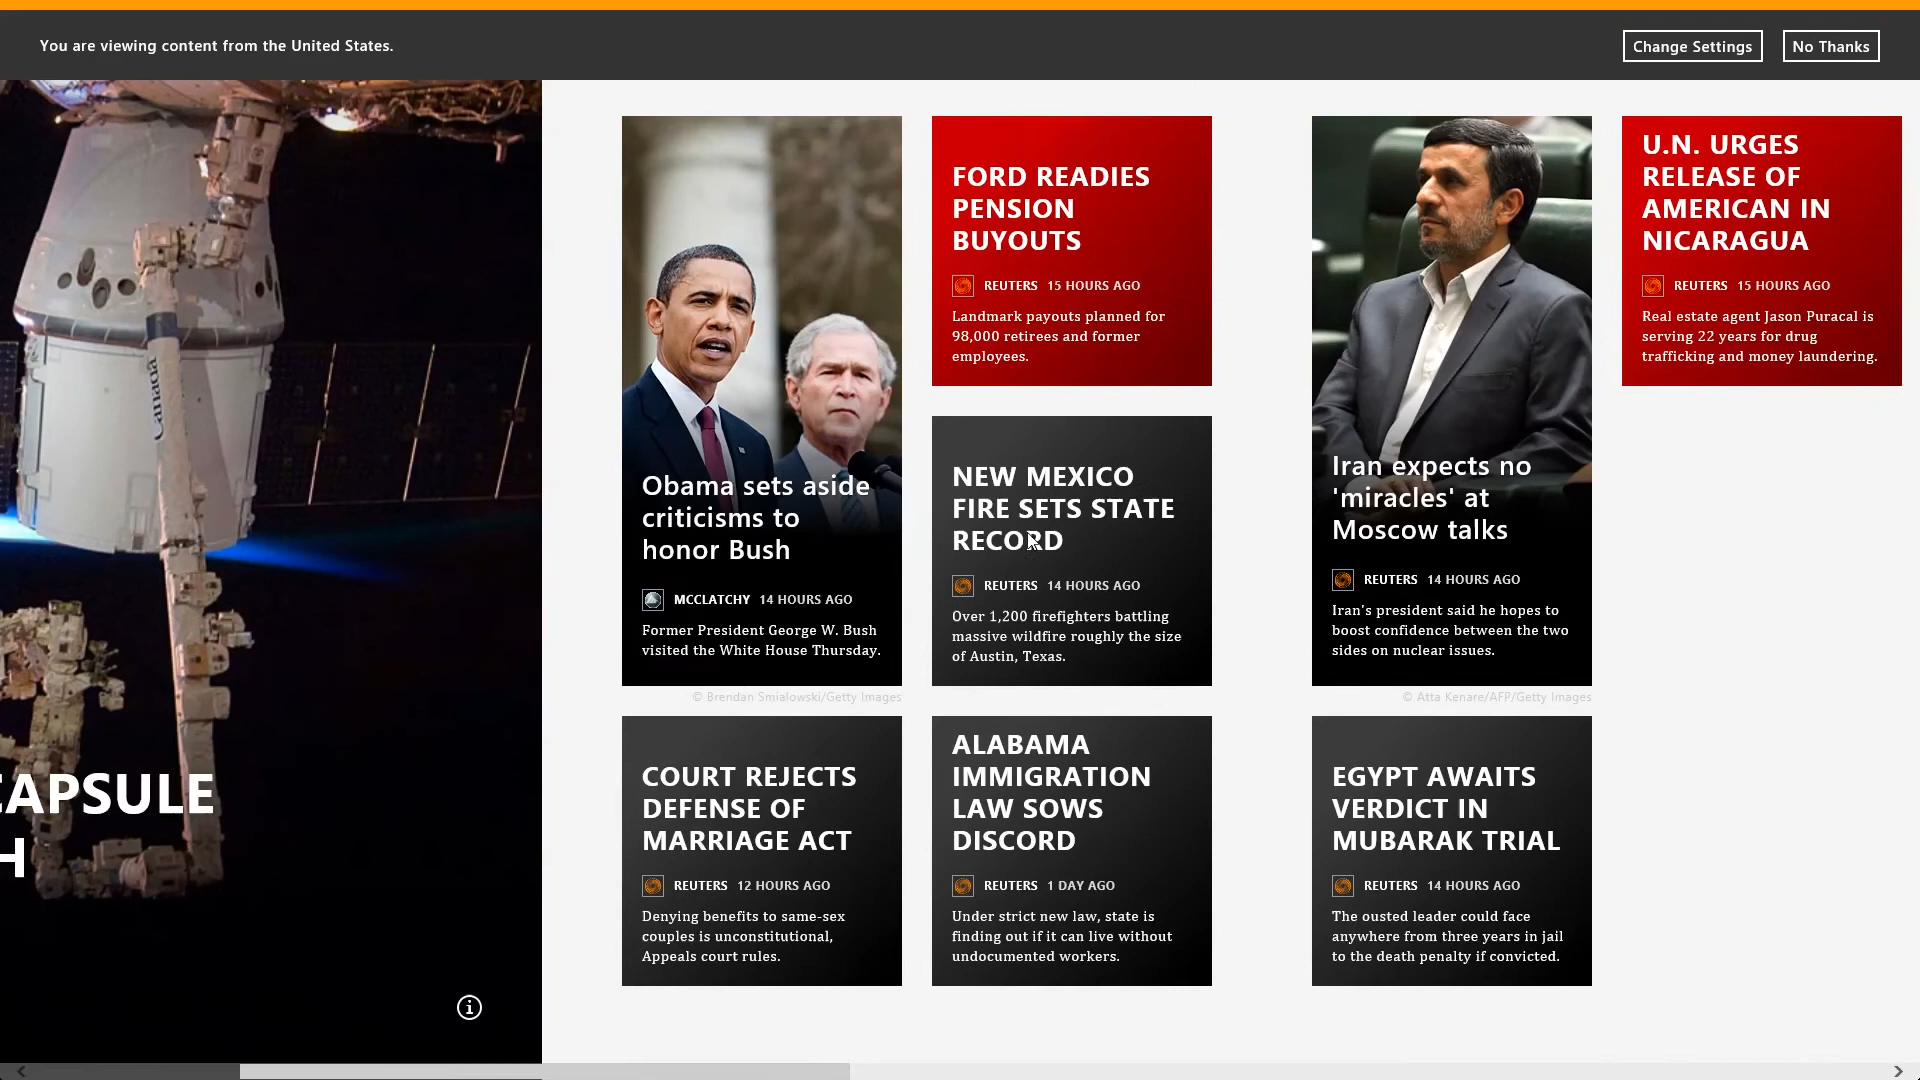 You are viewing content from the United States.
Change Settings
No Thanks
Canada
CAPSULE
H
Obama sets aside
criticisms to
honor Bush
MCCLATCHY 14 HOURS AGO
Former President George W. Bush
visited the White House Thursday.
© Brendan Smialowski/Getty Images
COURT REJECTS
DEFENSE OF
MARRIAGE ACT
REUTERS 12 HOURS AGO
Denying benefits to same-sex
couples is unconstitutional,
Appeals court rules.
FORD READIES
PENSION
BUYOUTS
REUTERS 15 HOURS AGO
Landmark payouts planned for
98,000 retirees and former
employees.
NEW MEXICO
FIRE SETS STATE
RECORD
REUTERS 14 HOURS AGO
Over 1,200 firefighters battling
massive wildfire roughly the size
of Austin, Texas.
ALABAMA
IMMIGRATION
LAW SOWS
DISCORD
REUTERS 1 DAY AGO
Under strict new law, state is
finding out if it can live without
undocumented workers.
Iran expects no
'miracles' at
Moscow talks
REUTERS 14 HOURS AGO
Iran's president said he hopes to
boost confidence between the two
sides on nuclear issues.
© Atta Kenare/AFP/Getty Images
EGYPT AWAITS
VERDICT IN
MUBARAK TRIAL
REUTERS 14 HOURS AGO
The ousted leader could face
anywhere from three years in jail
to the death penalty if convicted.
U.N. URGES
RELEASE OF
AMERICAN IN
NICARAGUA
REUTERS 15 HOURS AGO
Real estate agent Jason Puracal is
serving 22 years for drug
trafficking and money laundering.